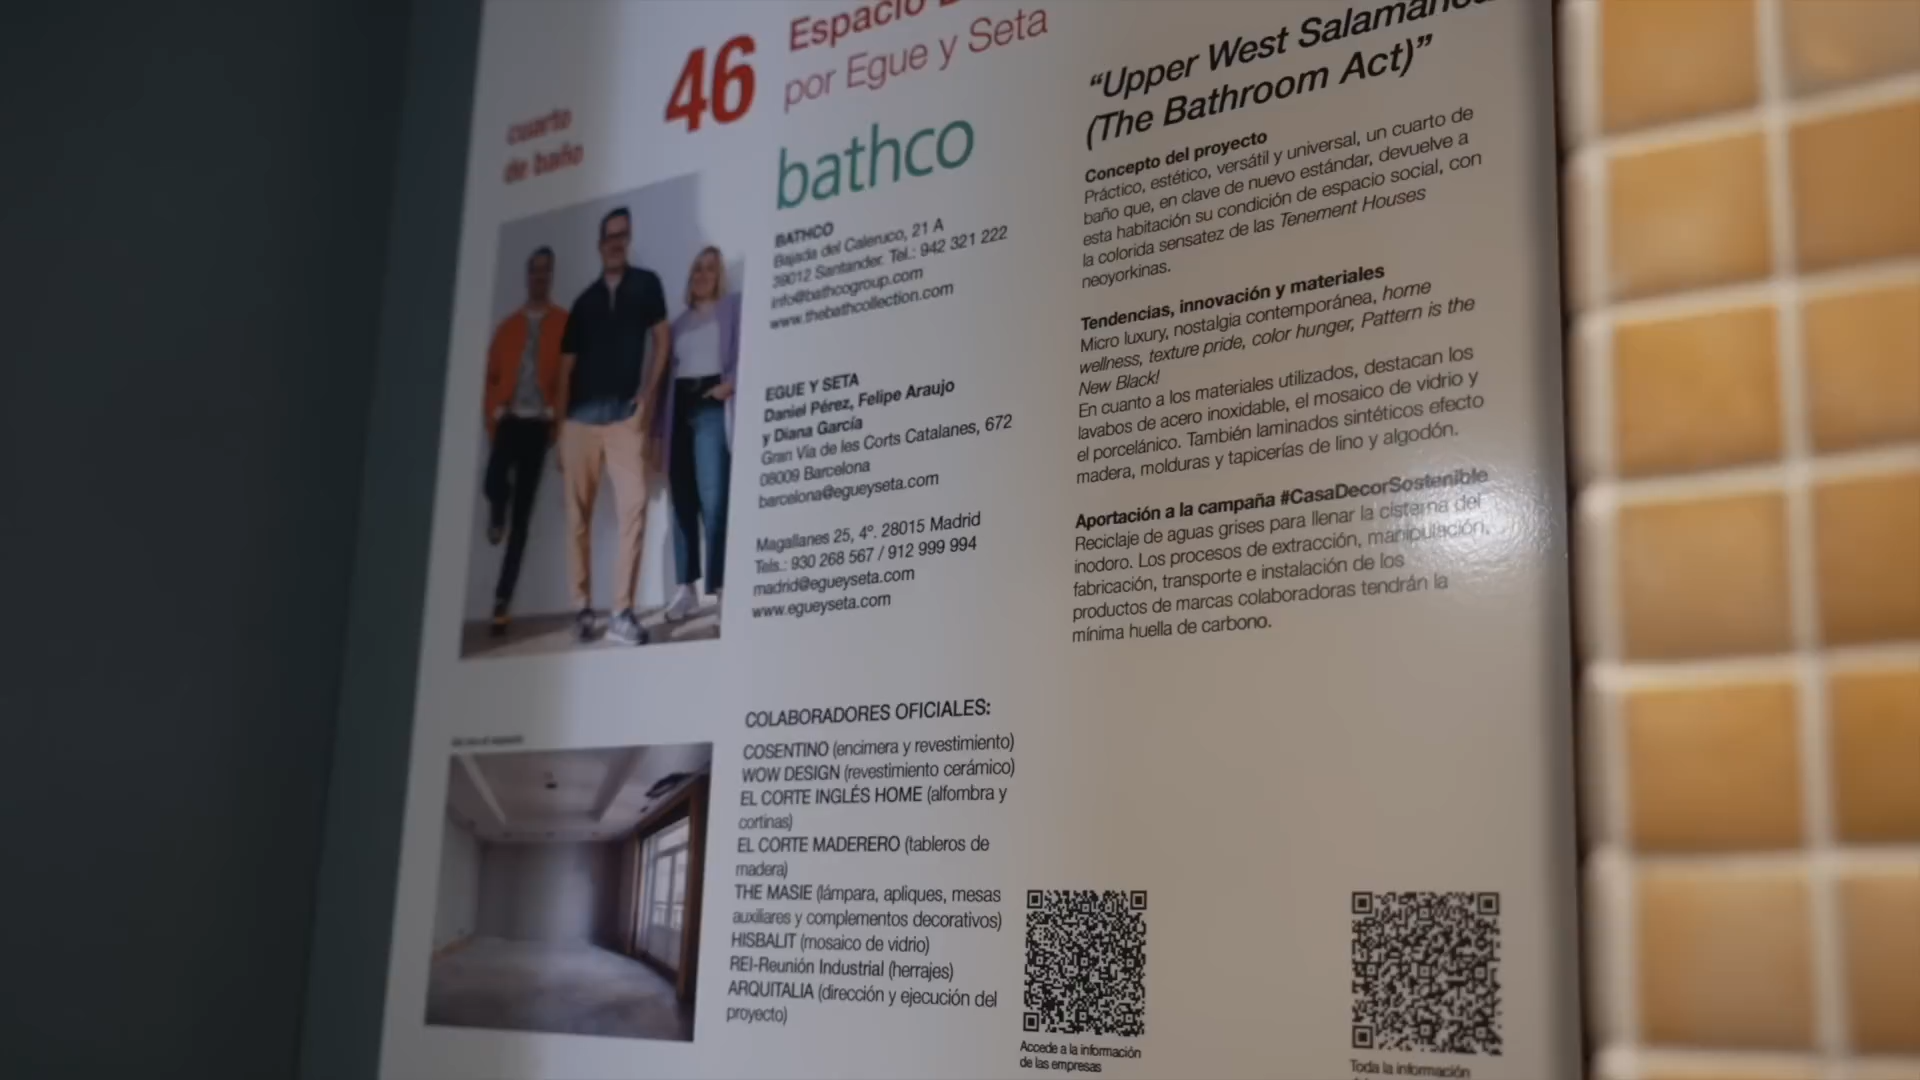 cuarto
de baño
46
Espacio
por Egue y Seta
bathco
BATHCO
Bajada del Caleruco, 21 A
39012 Santander. Tel.: 942 321 222
info@bathcogroup.com
www.thebathcollection.com
EGUE Y SETA
Daniel Pérez, Felipe Araujo
y Diana García
Gran Vía de les Corts Catalanes, 672
08009 Barcelona
barcelona@egueyseta.com
Magallanes 25, 4º. 28015 Madrid
Tels.: 930 268 567 / 912 999 994
madrid@egueyseta.com
www.egueyseta.com
COLABORADORES OFICIALES:
COSENTINO (encimera y revestimiento)
WOW DESIGN (revestimiento cerámico)
EL CORTE INGLÉS HOME (alfombra y
cortinas)
EL CORTE MADERERO (tableros de
madera)
THE MASIE (lámpara, apliques, mesas
auxiliares y complementos decorativos)
HISBALIT (mosaico de vidrio)
REI-Reunión Industrial (herrajes)
ARQUITALIA (dirección y ejecución del
proyecto)
“Upper West Salamanca
(The Bathroom Act)”
Concepto del proyecto
Práctico, estético, versátil y universal, un cuarto de
baño que, en clave de nuevo estándar, devuelve a
esta habitación su condición de espacio social, con
la colorida sensatez de las Tenement Houses
neoyorkinas.
Tendencias, innovación y materiales
Micro luxury, nostalgia contemporánea, home
wellness, texture pride, color hunger, Pattern is the
New Black!
En cuanto a los materiales utilizados, destacan los
lavabos de acero inoxidable, el mosaico de vidrio y
el porcelánico. También laminados sintéticos efecto
madera, molduras y tapicerías de lino y algodón.
Aportación a la campaña #CasaDecorSostenible
Reciclaje de aguas grises para llenar la cisterna del
inodoro. Los procesos de extracción, manipulación,
fabricación, transporte e instalación de los
productos de marcas colaboradoras tendrán la
mínima huella de carbono.
Accede a la información
de las empresas
Toda la información